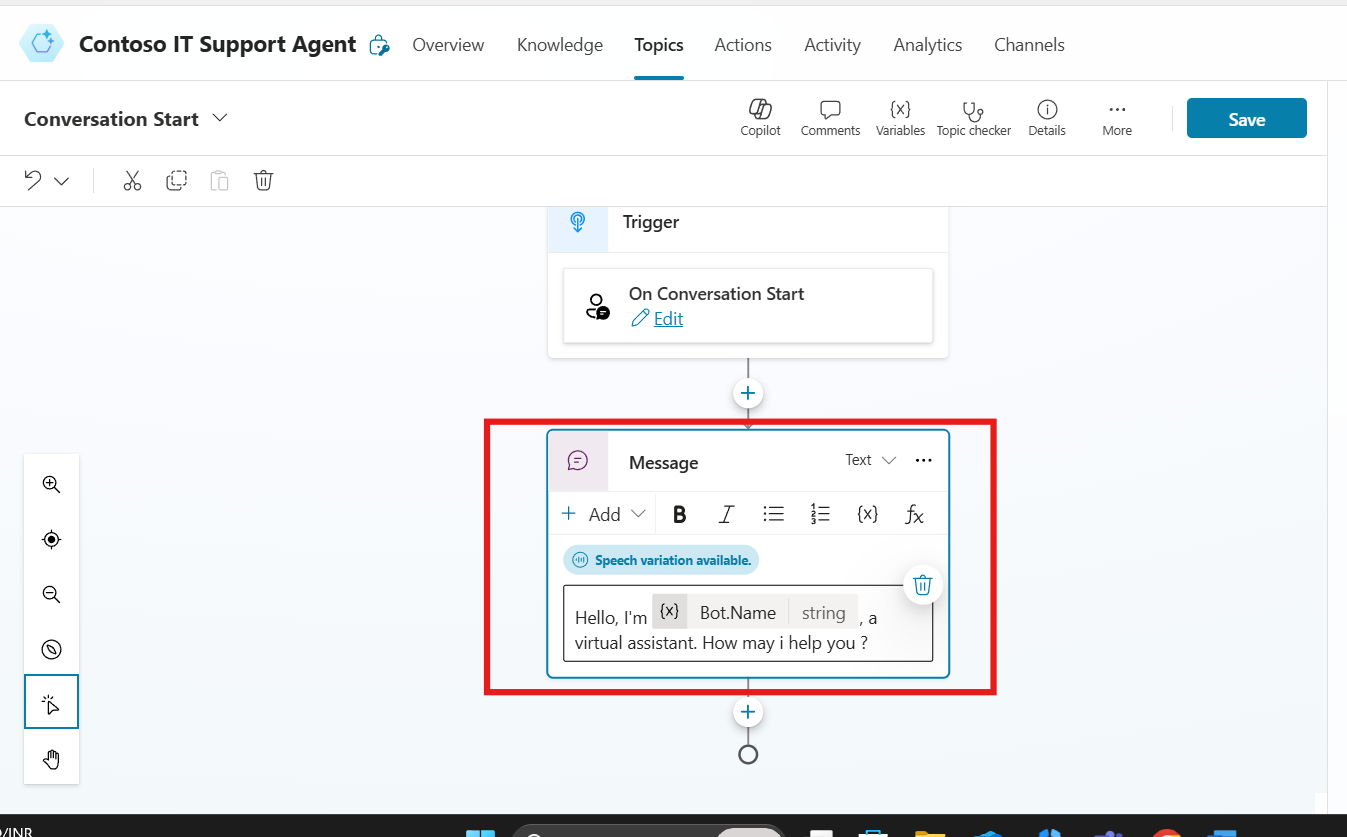 Contoso IT Support Agent Overview Knowledge Topics Actions Activity Analytics Channels
Conversation Start
Copilot Comments Variables Topic checker Details More
Save
Trigger
On Conversation Start
Edit
Message Text
Add B I {x} fx
Speech variation available.
Hello, I'm {x} Bot.Name string , a
virtual assistant. How may i help you ?
/INR